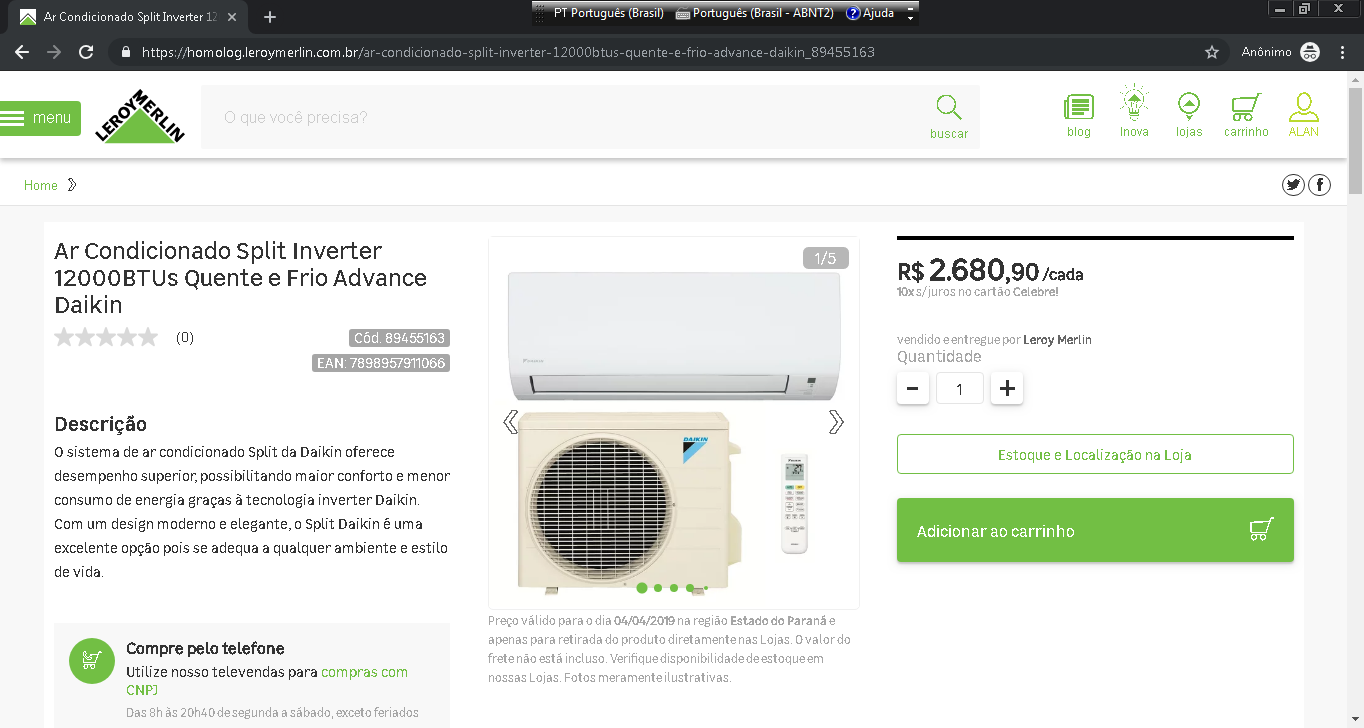 Ar Condicionado Split Inverter 12
PT Português (Brasil) Português (Brasil - ABNT2) Ajuda
https://homolog.leroymerlin.com.br/ar-condicionado-split-inverter-12000btus-quente-e-frio-advance-daikin_89455163
Anônimo
menu
LEROY MERLIN
O que você precisa?
buscar
blog
Inova
lojas
carrinho
ALAN
Home
Ar Condicionado Split Inverter
12000BTUs Quente e Frio Advance
Daikin
(0)
Cód. 89455163
EAN: 7898957911066
Descrição
O sistema de ar condicionado Split da Daikin oferece
desempenho superior, possibilitando maior conforto e menor
consumo de energia graças à tecnologia inverter Daikin.
Com um design moderno e elegante, o Split Daikin é uma
excelente opção pois se adequa a qualquer ambiente e estilo
de vida.
Compre pelo telefone
Utilize nosso televendas para compras com
CNPJ
Das 8h às 20h40 de segunda a sábado, exceto feriados
1/5
DAIKIN
Preço válido para o dia 04/04/2019 na região Estado do Paraná e
apenas para retirada do produto diretamente nas Lojas. O valor do
frete não está incluso. Verifique disponibilidade de estoque em
nossas Lojas. Fotos meramente ilustrativas.
R$ 2.680,90 /cada
10x s/juros no cartão Celebre!
vendido e entregue por Leroy Merlin
Quantidade
- 1 +
Estoque e Localização na Loja
Adicionar ao carrinho